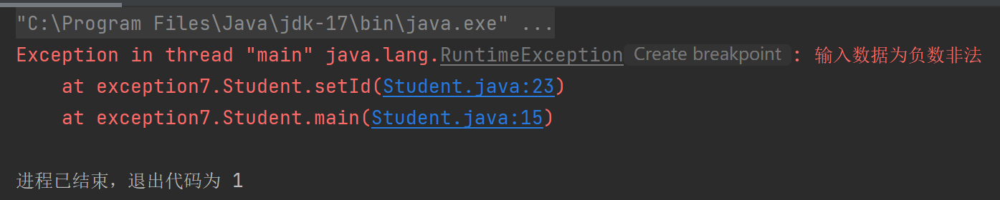 "C:\Program Files\Java\jdk-17\bin\java.exe" ...
Exception in thread "main" java.lang.RuntimeException Create breakpoint : 输入数据为负数非法
at exception7.Student.setId(Student.java:23)
at exception7.Student.main(Student.java:15)
进程已结束，退出代码为 1